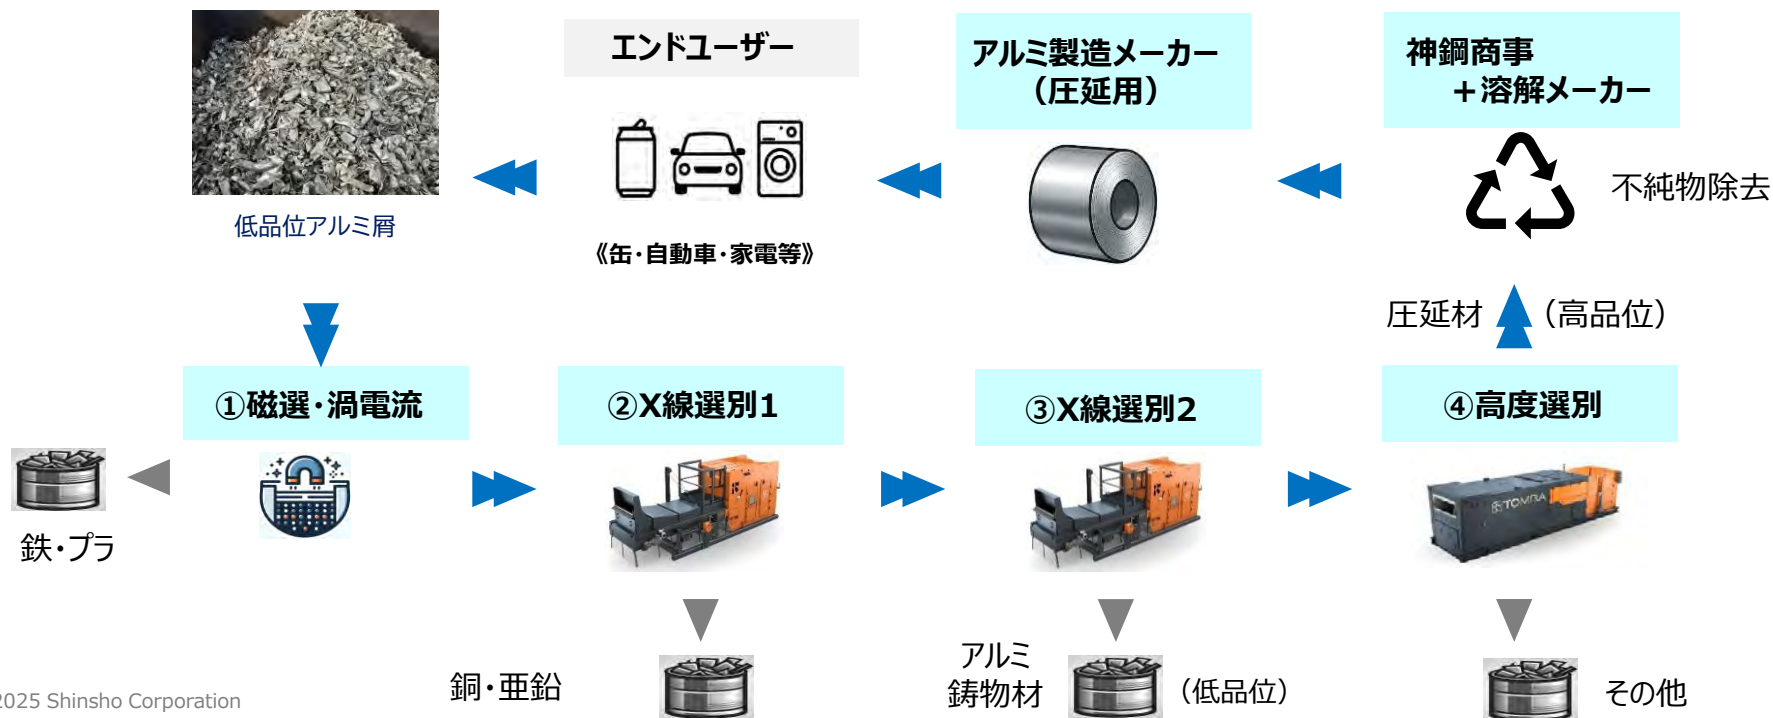 エンドユーザー
アルミ製造メーカー
（圧延用）
神鋼商事
＋溶解メーカー
不純物除去
低品位アルミ屑
《缶・自動車・家電等》
圧延材
（高品位）
①磁選・渦電流
②X線選別1
③X線選別2
④高度選別
TOMRA
鉄・プラ
銅・亜鉛
アルミ
鋳物材
（低品位）
その他
2025 Shinsho Corporation